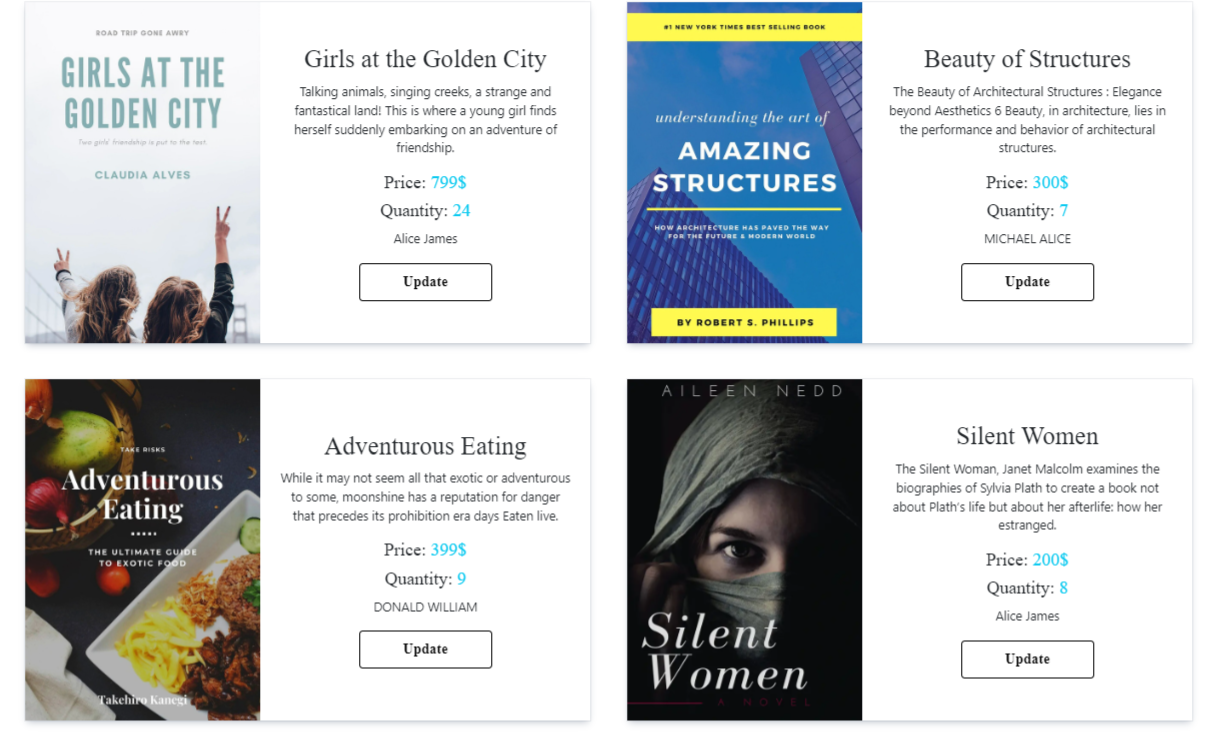 ROAD TRIP GONE AWRY
GIRLS AT THE
GOLDEN CITY
Two girls' friendship is put to the test.
CLAUDIA ALVES
Girls at the Golden City
Talking animals, singing creeks, a strange and
fantastical land! This is where a young girl finds
herself suddenly embarking on an adventure of
friendship.
Price: 799$
Quantity: 24
Alice James
Update
#1 NEW YORK TIMES BEST SELLING BOOK
understanding the art of
AMAZING
STRUCTURES
HOW ARCHITECTURE HAS PAVED THE WAY
FOR THE FUTURE & MODERN WORLD
BY ROBERT S. PHILLIPS
Beauty of Structures
The Beauty of Architectural Structures : Elegance
beyond Aesthetics 6 Beauty, in architecture, lies in
the performance and behavior of architectural
structures.
Price: 300$
Quantity: 7
MICHAEL ALICE
Update
TAKE RISKS
Adventurous
Eating
THE ULTIMATE GUIDE
TO EXOTIC FOOD
Takehiro Kanegi
Adventurous Eating
While it may not seem all that exotic or adventurous
to some, moonshine has a reputation for danger
that precedes its prohibition era days Eaten live.
Price: 399$
Quantity: 9
DONALD WILLIAM
Update
AILEEN NEDD
Silent
Women
A NOVEL
Silent Women
The Silent Woman, Janet Malcolm examines the
biographies of Sylvia Plath to create a book not
about Plath's life but about her afterlife: how her
estranged.
Price: 200$
Quantity: 8
Alice James
Update